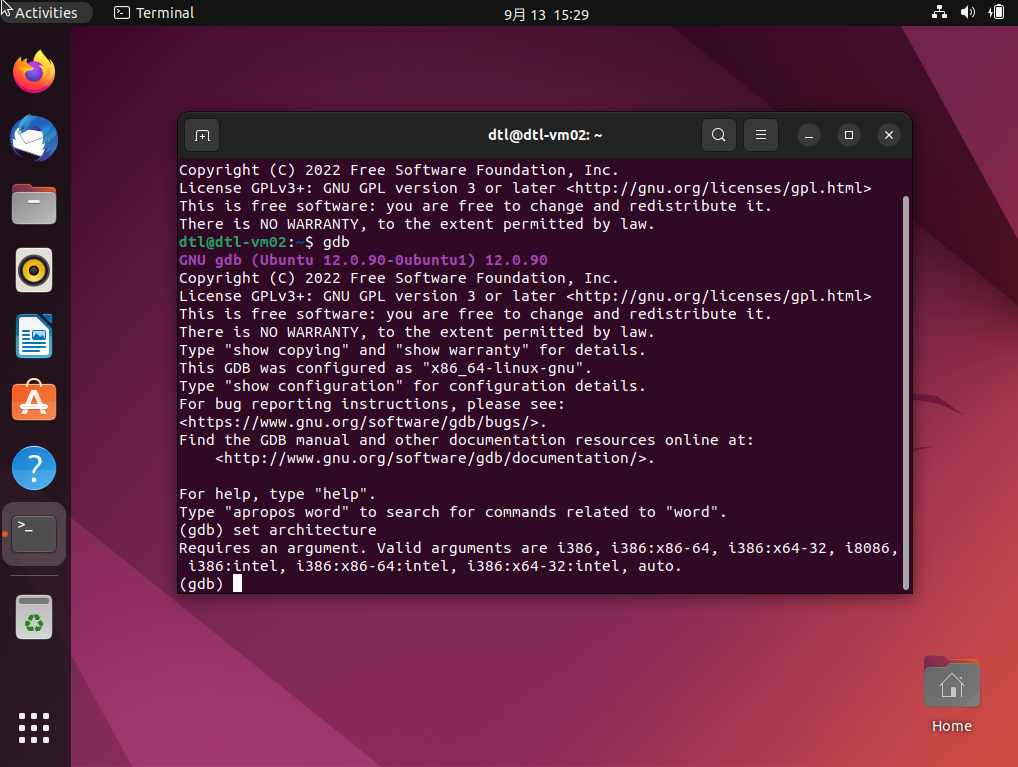 Activities
Terminal
9月 13 15:29
dtl@dtl-vm02: ~
Copyright (C) 2022 Free Software Foundation, Inc.
License GPLv3+: GNU GPL version 3 or later <http://gnu.org/licenses/gpl.html>
This is free software: you are free to change and redistribute it.
There is NO WARRANTY, to the extent permitted by law.
dtl@dtl-vm02:~$ gdb
GNU gdb (Ubuntu 12.0.90-0ubuntu1) 12.0.90
Copyright (C) 2022 Free Software Foundation, Inc.
License GPLv3+: GNU GPL version 3 or later <http://gnu.org/licenses/gpl.html>
This is free software: you are free to change and redistribute it.
There is NO WARRANTY, to the extent permitted by law.
Type "show copying" and "show warranty" for details.
This GDB was configured as "x86_64-linux-gnu".
Type "show configuration" for configuration details.
For bug reporting instructions, please see:
<https://www.gnu.org/software/gdb/bugs/>.
Find the GDB manual and other documentation resources online at:
    <http://www.gnu.org/software/gdb/documentation/>.

For help, type "help".
Type "apropos word" to search for commands related to "word".
(gdb) set architecture
Requires an argument. Valid arguments are i386, i386:x86-64, i386:x64-32, i8086,
 i386:intel, i386:x86-64:intel, i386:x64-32:intel, auto.
(gdb)
Home